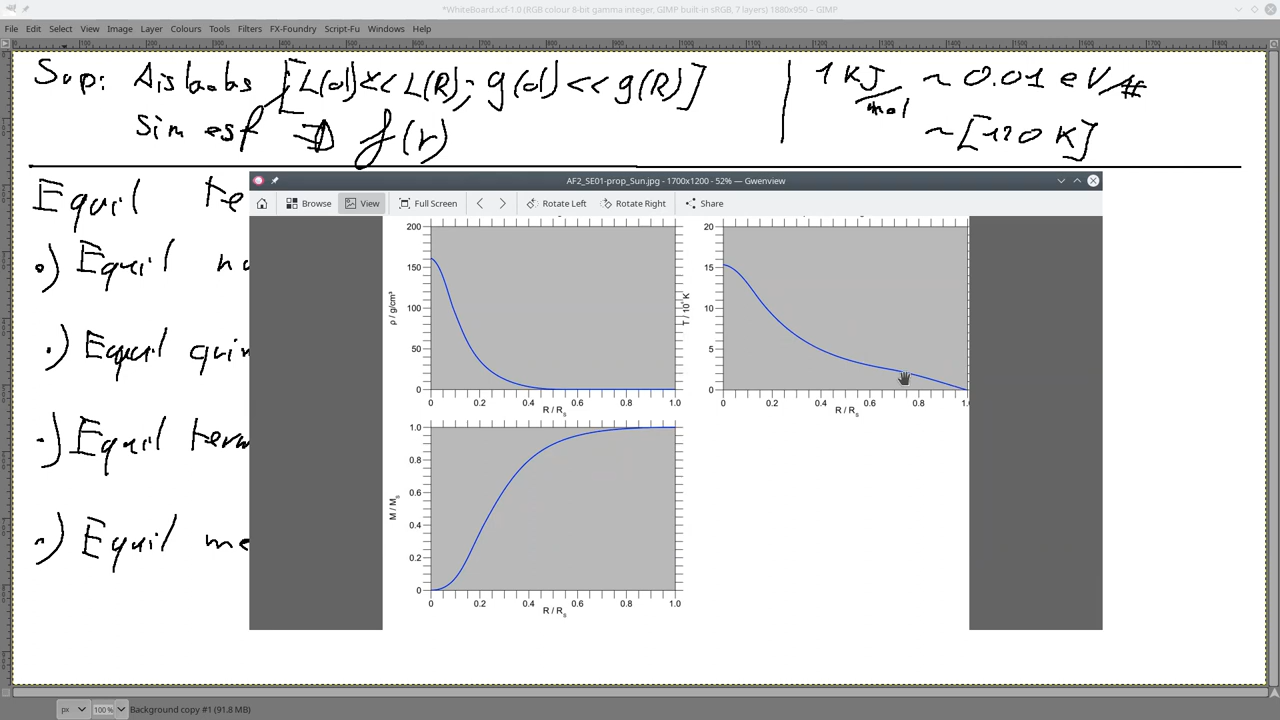 *WhiteBoard.xcf-1.0 (RGB colour 8-bit gamma integer, GIMP built-in sRGB, 7 layers) 1880x950 – GIMP
File Edit Select View Image Layer Colours Tools Filters FX-Foundry Script-Fu Windows Help
Sup: [L(d)<<L(R); g(d)<<g(R)]
Sim esf ⇒ f(r)
1 KJ/mol ~ 0.01 eV/#
~[120 K]
AF2_SE01-prop_Sun.jpg - 1700x1200 - 52% — Gwenview
Browse View Full Screen Rotate Left Rotate Right Share
Equil te
•) Equil nu
•) Equil quim
•) Equil term
•) Equil me
200
150
100
50
0
ρ / g/cm³
0 0.2 0.4 0.6 0.8 1.0
R / Rs
20
15
10
5
0
0 0.2 0.4 0.6 0.8 1.
R / Rs
1.0
0.8
0.6
0.4
0.2
0
M / Ms
0 0.2 0.4 0.6 0.8 1.0
R / Rs
px 100 % Background copy #1 (91.8 MB)